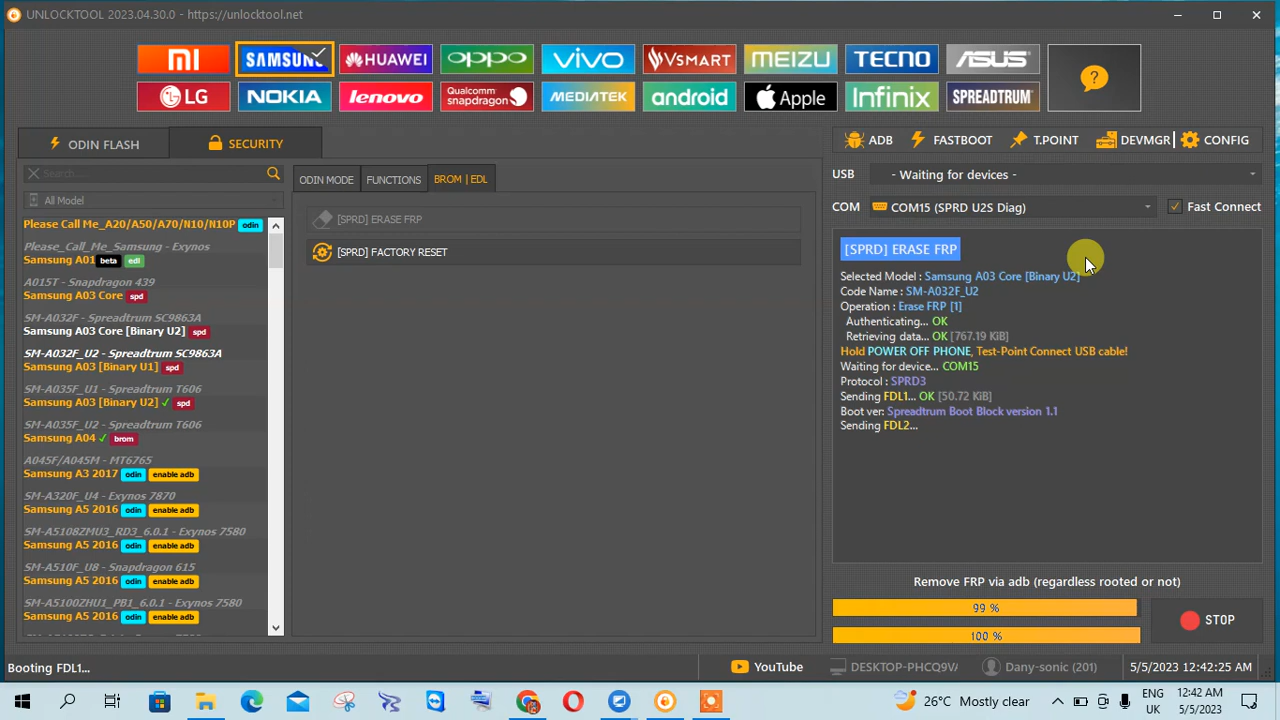 UNLOCKTOOL 2023.04.30.0 - https://unlocktool.net
MI SAMSUNG HUAWEI oppo vivo VSMART MEIZU TECNO ASUS
LG NOKIA lenovo Qualcomm snapdragon MEDIATEK android Apple Infinix SPREADTRUM ?
ODIN FLASH SECURITY
ADB FASTBOOT T.POINT DEVMGR CONFIG
Search...
All Model
ODIN MODE FUNCTIONS BROM | EDL
[SPRD] ERASE FRP
[SPRD] FACTORY RESET
Please Call Me_A20/A50/A70/N10/N10P odin
Please_Call_Me_Samsung - Exynos
Samsung A01 beta edl
A015T - Snapdragon 439
Samsung A03 Core spd
SM-A032F - Spreadtrum SC9863A
Samsung A03 Core [Binary U2] spd
SM-A032F_U2 - Spreadtrum SC9863A
Samsung A03 [Binary U1] spd
SM-A035F_U1 - Spreadtrum T606
Samsung A03 [Binary U2] ✓ spd
SM-A035F_U2 - Spreadtrum T606
Samsung A04 ✓ brom
A045F/A045M - MT6765
Samsung A3 2017 odin enable adb
SM-A320F_U4 - Exynos 7870
Samsung A5 2016 odin enable adb
SM-A5108ZMU3_RD3_6.0.1 - Exynos 7580
Samsung A5 2016 odin enable adb
SM-A510F_U8 - Snapdragon 615
Samsung A5 2016 odin enable adb
SM-A5100ZHU1_PB1_6.0.1 - Exynos 7580
Samsung A5 2016 odin enable adb
USB - Waiting for devices -
COM COM15 (SPRD U2S Diag) Fast Connect
[SPRD] ERASE FRP
Selected Model : Samsung A03 Core [Binary U2]
Code Name : SM-A032F_U2
Operation : Erase FRP [1]
Authenticating... OK
Retrieving data... OK [767.19 KiB]
Hold POWER OFF PHONE, Test-Point Connect USB cable!
Waiting for device... COM15
Protocol : SPRD3
Sending FDL1... OK [50.72 KiB]
Boot ver: Spreadtrum Boot Block version 1.1
Sending FDL2...
Remove FRP via adb (regardless rooted or not)
99 %
100 %
STOP
Booting FDL1... YouTube DESKTOP-PHCQ9V Dany-sonic (201) 5/5/2023 12:42:25 AM
26°C Mostly clear ENG UK 12:42 AM 5/5/2023